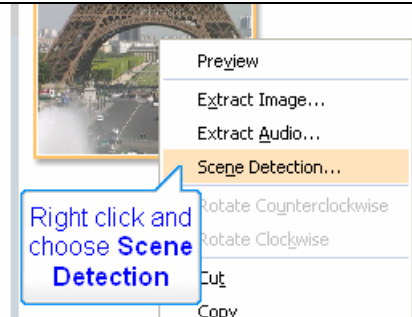 Preview
Extract Image...
Extract Audio...
Scene Detection...
Rotate Counterclockwise
Rotate Clockwise
Cut
Copy
Right click and
choose Scene
Detection